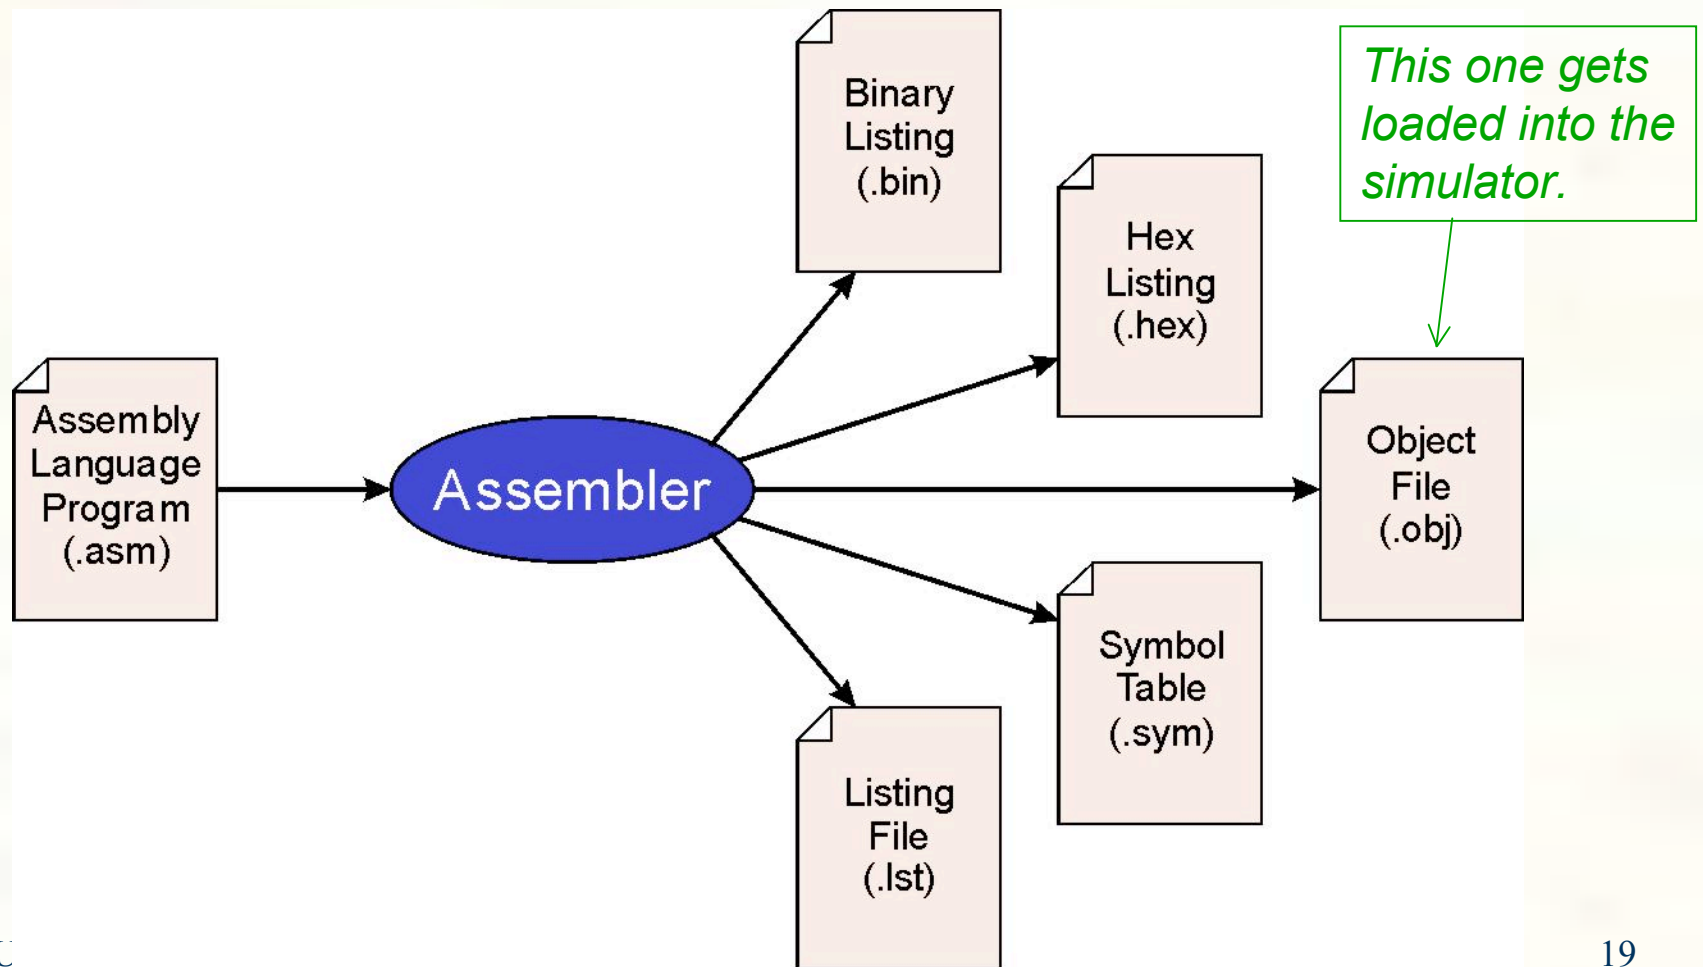 Binary
Listing
(.bin)
This one gets
loaded into the
simulator.
Hex
Listing
(.hex)
Assembly
Language
Program
(.asm)
Assembler
Object
File
(.obj)
Symbol
Table
(.sym)
Listing
File
(.lst)
19